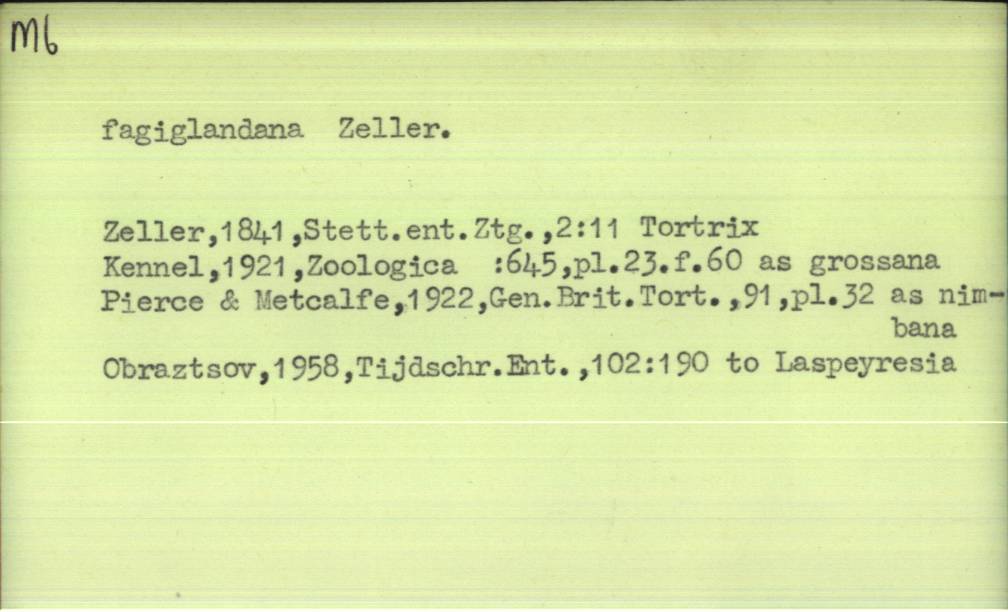 M6
fagiglandana Zeller.
Zeller,1841,Stett.ent.Ztg.,2:11 Tortrix
Kennel,1921,Zoologica :645,pl.23.f.60 as grossana
Pierce & Metcalfe,1922,Gen.Brit.Tort.,91,pl.32 as nim-
bana
Obraztsov,1958,Tijdschr.Ent.,102:190 to Laspeyresia